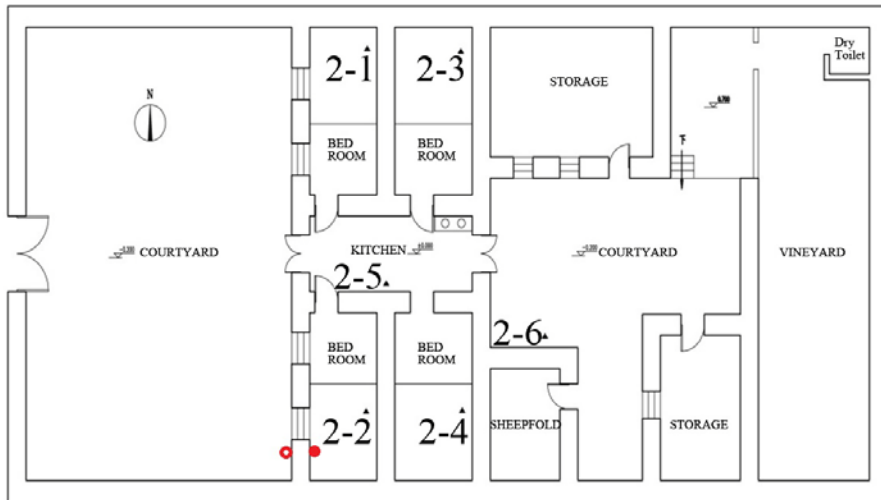 Dry
Toilet
2-1
2-3
STORAGE
N
BED
ROOM
BED
ROOM
下
COURTYARD
KITCHEN
COURTYARD
VINEYARD
2-5
2-6
BED
ROOM
BED
ROOM
2-2
2-4
SHEEPFOLD
STORAGE